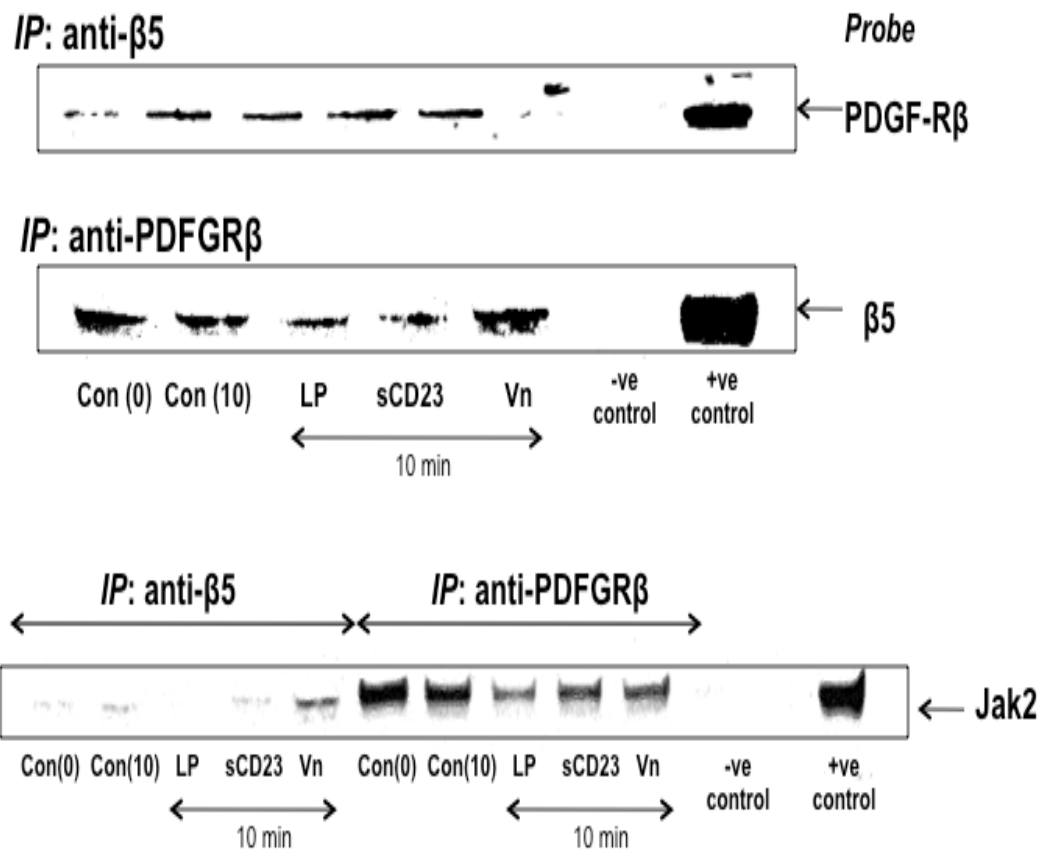 IP: anti-β5
Probe
PDGF-Rβ
IP: anti-PDFGRβ
β5
Con (0) Con (10) LP sCD23 Vn -ve control +ve control
10 min
IP: anti-β5 IP: anti-PDFGRβ
Jak2
Con(0) Con(10) LP sCD23 Vn Con(0) Con(10) LP sCD23 Vn -ve control +ve control
10 min 10 min